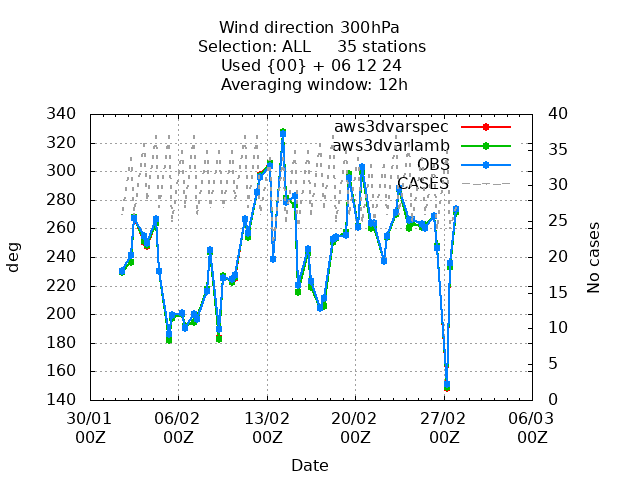 Wind direction 300hPa
Selection: ALL 35 stations
Used {00} + 06 12 24
Averaging window: 12h
340
320
300
280
260
240
220
200
180
160
140
deg
40
35
30
25
20
15
10
5
0
No cases
aws3dvarspec
aws3dvarlamb
OBS
CASES
30/01 06/02 13/02 20/02 27/02 06/03
00Z 00Z 00Z 00Z 00Z 00Z
Date